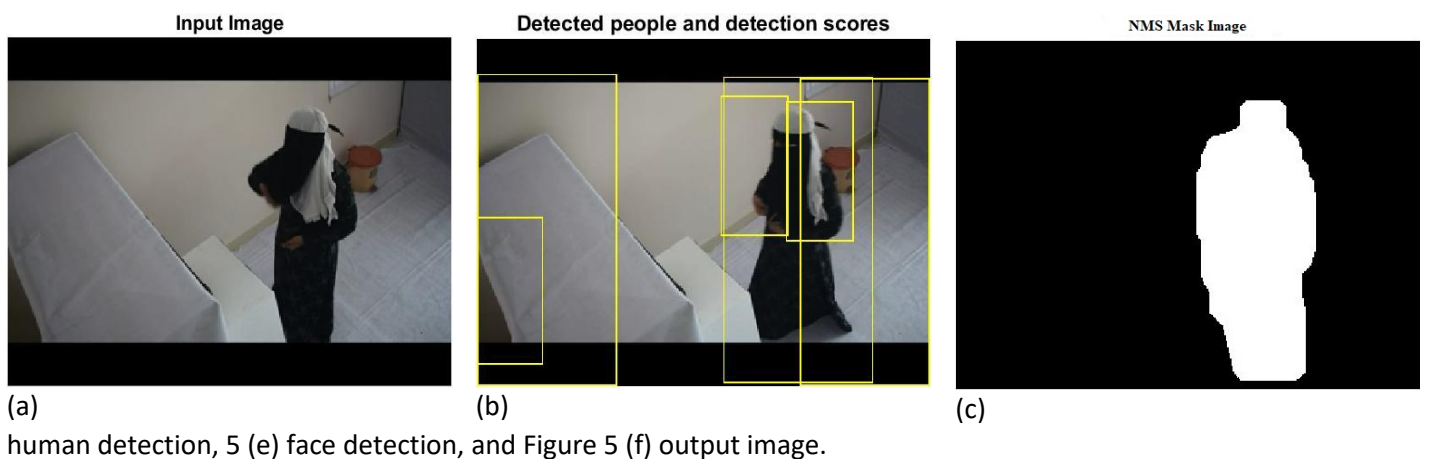 Input Image
Detected people and detection scores
NMS Mask Image
(a)
(b)
(c)
human detection, 5 (e) face detection, and Figure 5 (f) output image.